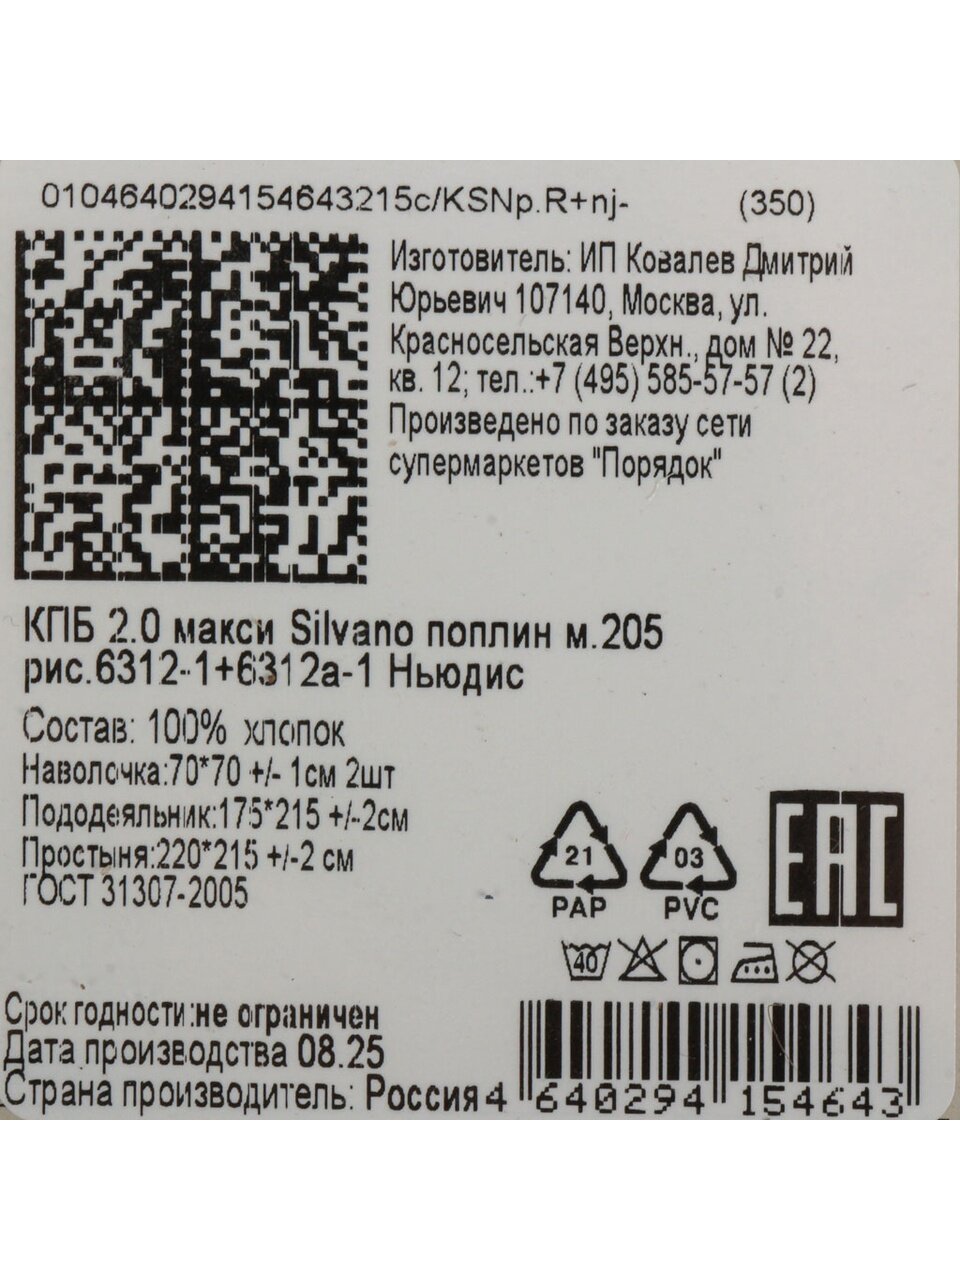 0104640294154643215c/KSNp.R+nj-
(350)
Изготовитель: ИП Ковалев Дмитрий
Юрьевич 107140, Москва, ул.
Красносельская Верхн., дом № 22,
кв. 12; тел.:+7 (495) 585-57-57 (2)
Произведено по заказу сети
супермаркетов "Порядок"
КПБ 2.0 макси Silvano поплин м.205
рис.6312-1+6312а-1 Ньюдис
Состав: 100% хлопок
Наволочка:70*70 +/- 1см 2шт
Пододеяльник:175*215 +/-2см
Простыня:220*215 +/-2 см
ГОСТ 31307-2005
21
PAP
03
PVC
EAC
40
Срок годности:не ограничен
Дата производства 08.25
Страна производитель: Россия
4 640294 154643